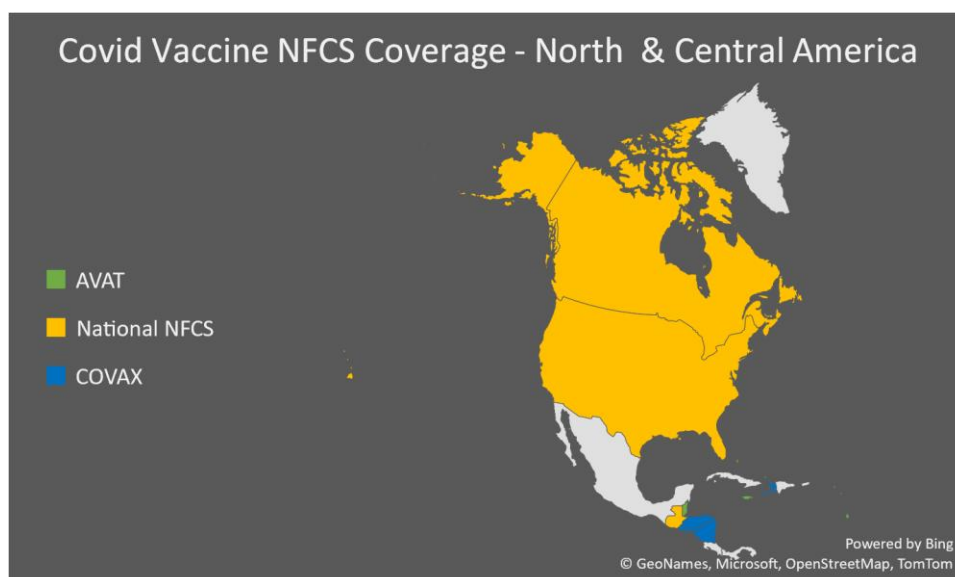 Covid Vaccine NFCS Coverage - North & Central America
AVAT
National NFCS
COVAX
Powered by Bing
© GeoNames, Microsoft, OpenStreetMap, TomTom